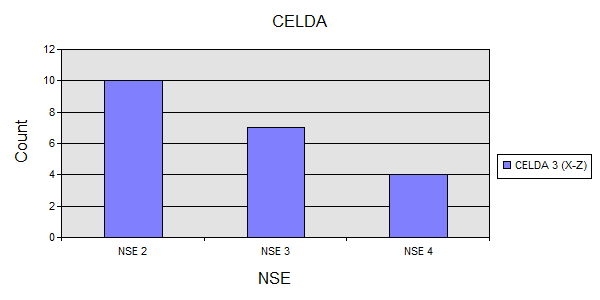 CELDA
12
10
8
6
4
2
0
Count
NSE 2 NSE 3 NSE 4
NSE
CELDA 3 (X-Z)